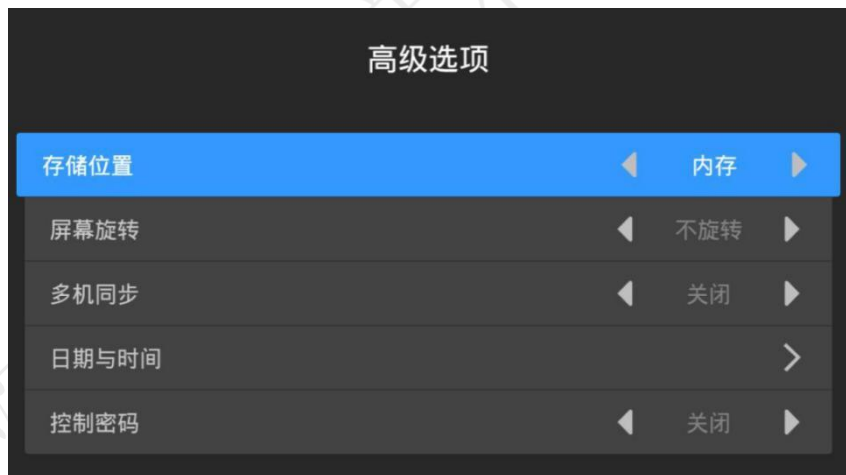 高级选项
存储位置 内存
屏幕旋转 不旋转
多机同步 关闭
日期与时间
控制密码 关闭